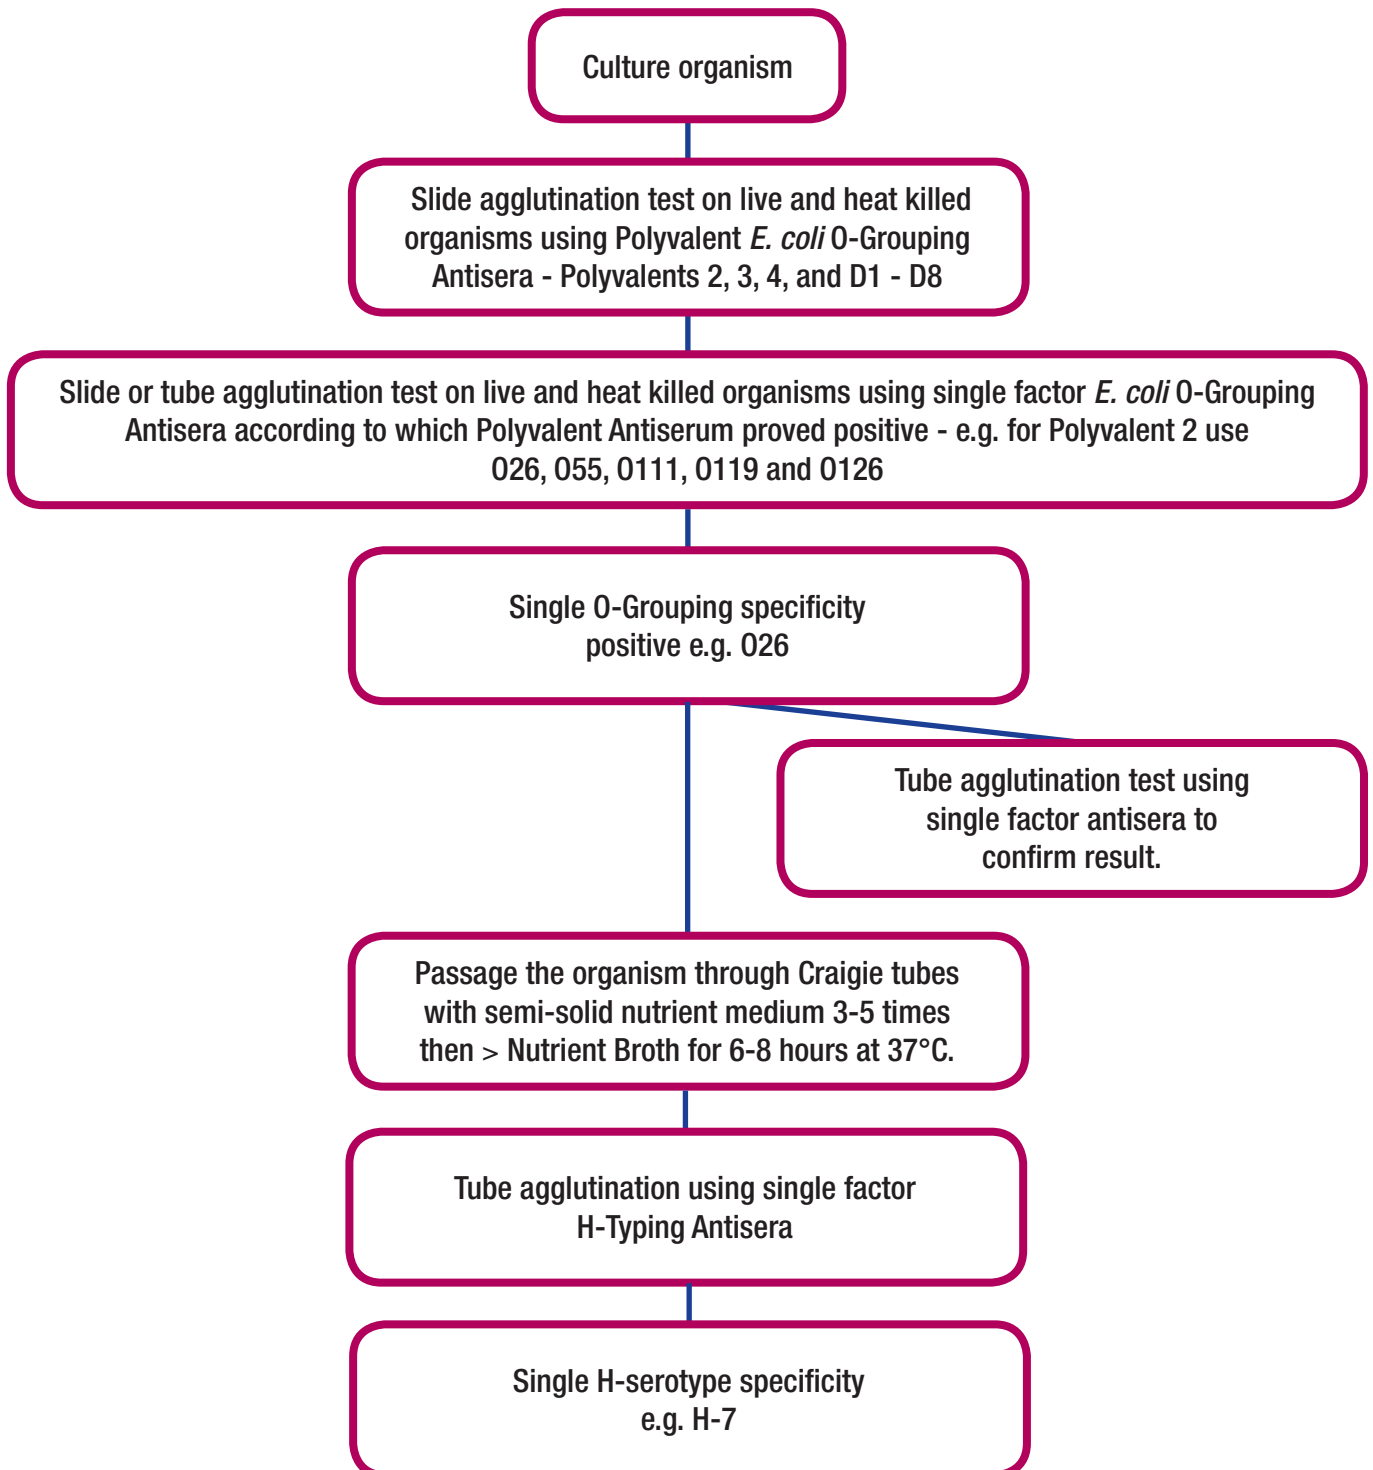 Culture organism
Slide agglutination test on live and heat killed
organisms using Polyvalent E. coli O-Grouping
Antisera - Polyvalents 2, 3, 4, and D1 - D8
Slide or tube agglutination test on live and heat killed organisms using single factor E. coli O-Grouping
Antisera according to which Polyvalent Antiserum proved positive - e.g. for Polyvalent 2 use
O26, O55, O111, O119 and O126
Single O-Grouping specificity
positive e.g. O26
Tube agglutination test using
single factor antisera to
confirm result.
Passage the organism through Craigie tubes
with semi-solid nutrient medium 3-5 times
then > Nutrient Broth for 6-8 hours at 37°C.
Tube agglutination using single factor
H-Typing Antisera
Single H-serotype specificity
e.g. H-7